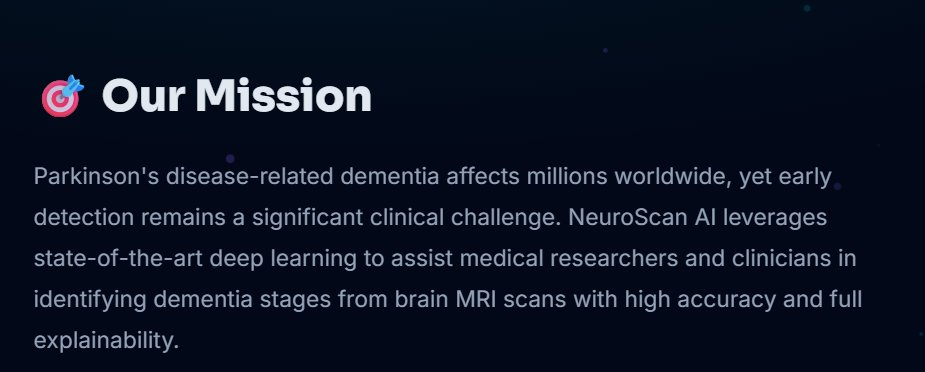 Our Mission
Parkinson's disease-related dementia affects millions worldwide, yet early
detection remains a significant clinical challenge. NeuroScan AI leverages
state-of-the-art deep learning to assist medical researchers and clinicians in
identifying dementia stages from brain MRI scans with high accuracy and full
explainability.